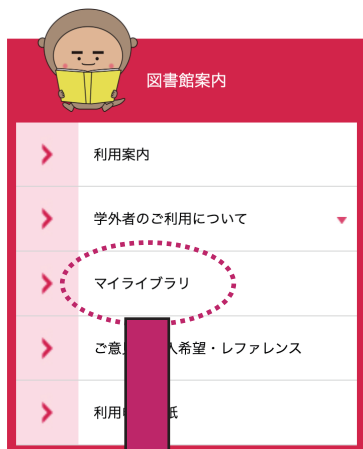 図書館案内
利用案内
学外者のご利用について
マイライブラリ
ご意 希望・レファレンス
利用 紙